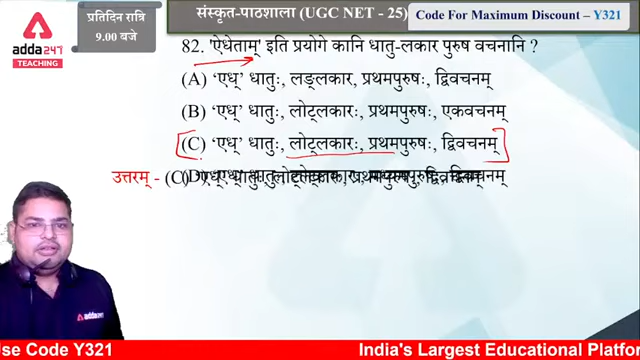 adda247
TEACHING
प्रतिदिन रात्रि
9.00 बजे
संस्कृत-पाठशाला (UGC NET - 25)
Code For Maximum Discount – Y321
82. 'ऐधेताम्' इति प्रयोगे कानि धातु-लकार पुरुष वचनानि ?
(A) ‘एध्’ धातुः, लङ्लकार, प्रथमपुरुषः, द्विवचनम्
(B) ‘एध्’ धातुः, लोट्लकारः, प्रथमपुरुषः, एकवचनम्
(C) ‘एध्’ धातुः, लोट्लकारः, प्रथमपुरुषः, द्विवचनम्
उत्तरम् -
Use Code Y321
India's Largest Educational Platfor